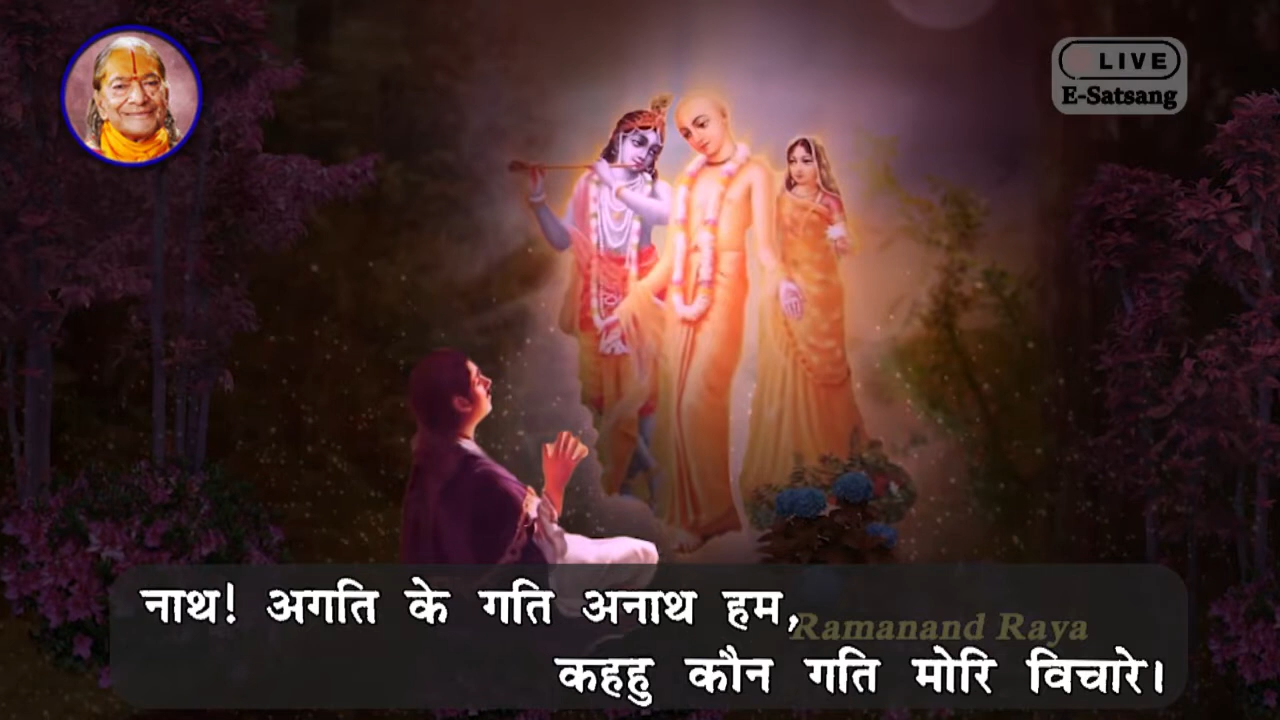 LIVE
E-Satsang
नाथ! अगति के गति अनाथ हम,
Ramanand Raya
कहहु कौन गति मोरि विचारे।